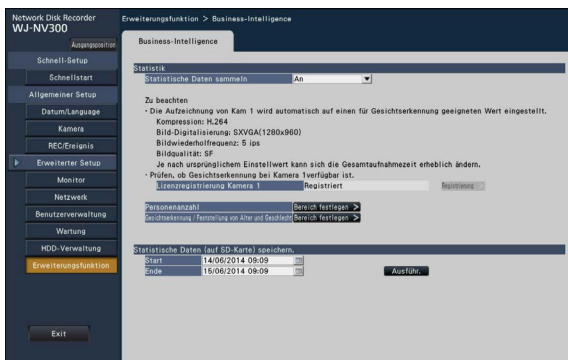 Network Disk Recorder
WJ-NV300
Ausgangsposition
Schnell-Setup
Schnellstart
Allgemeiner Setup
Datum/Language
Kamera
REC/Ereignis
Erweiterter Setup
Monitor
Netzwerk
Benutzerverwaltung
Wartung
HDD-Verwaltung
Erweiterungsfunktion
Exit
Erweiterungsfunktion > Business-Intelligence
Business-Intelligence
Statistik
Statistische Daten sammeln An
Zu beachten
・Die Aufzeichnung von Kam 1 wird automatisch auf einen für Gesichtserkennung geeigneten Wert eingestellt.
Kompression: H.264
Bild-Digitalisierung: SXVGA(1280x960)
Bildwiederholfrequenz: 5 ips
Bildqualität: SF
Je nach ursprünglichem Einstellwert kann sich die Gesamtaufnahmezeit erheblich ändern.
・Prüfen, ob Gesichtserkennung bei Kamera 1verfügbar ist.
Lizenzregistrierung Kamera 1 Registriert Registrierung >
Personenanzahl Bereich festlegen >
Gesichtserkennung / Feststellung von Alter und Geschlecht Bereich festlegen >
Statistische Daten (auf SD-Karte) speichern.
Start 14/06/2014 09:09
Ende 15/06/2014 09:09 Ausführ.